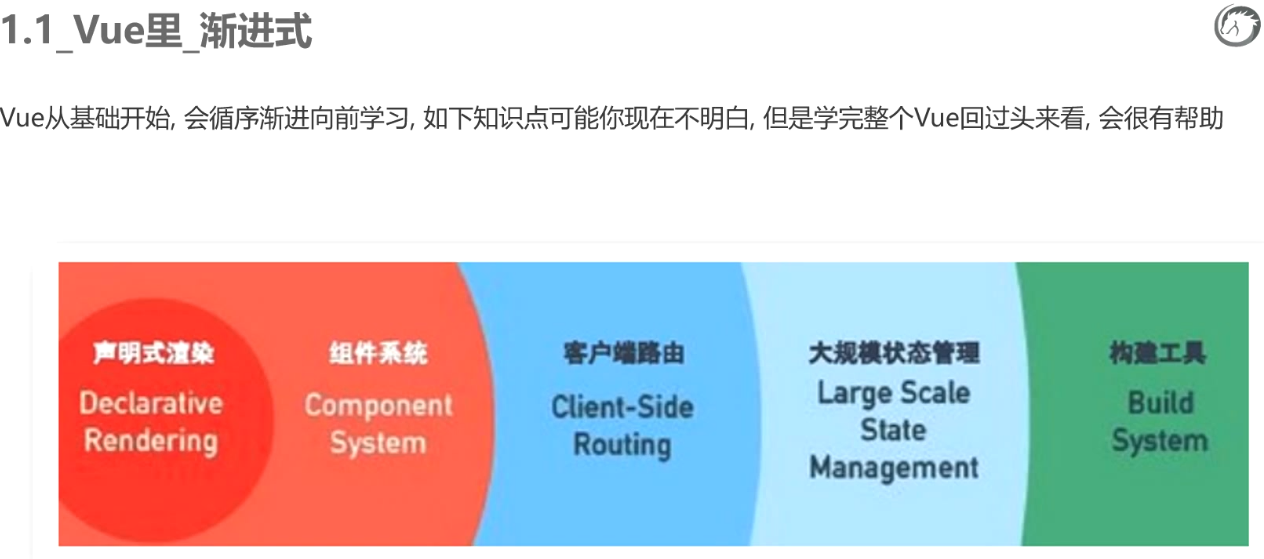 1.1_Vue里_渐进式
Vue从基础开始, 会循序渐进向前学习, 如下知识点可能你现在不明白, 但是学完整个Vue回过头来看, 会很有帮助
声明式渲染
Declarative
Rendering
组件系统
Component
System
客户端路由
Client-Side
Routing
大规模状态管理
Large Scale
State
Management
构建工具
Build
System